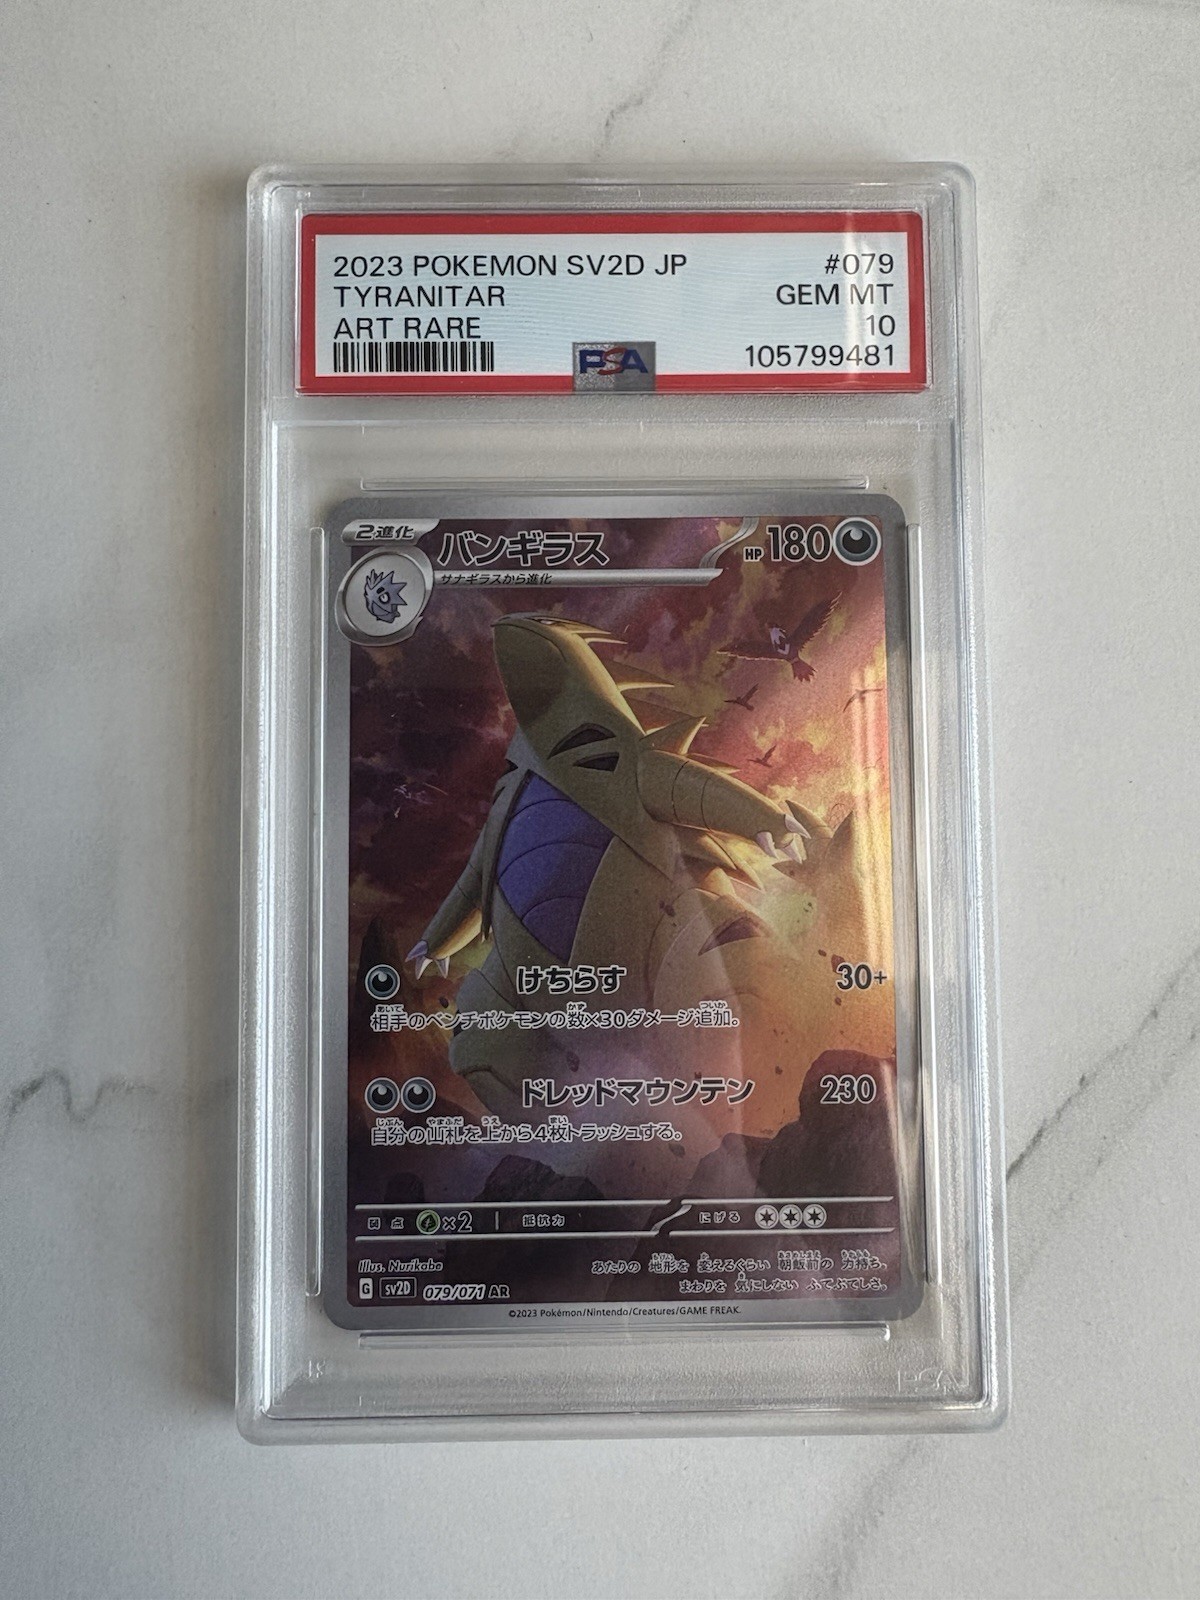 2023 POKEMON SV2D JP #079
TYRANITAR GEM MT
ART RARE 10
PSA 105799481
2進化 バンギラス HP 180
サナギラスから進化
けちらす 30+
相手のベンチポケモンの数×30ダメージ追加。
ドレッドマウンテン 230
自分の山札を上から4枚トラッシュする。
弱点 ×2 抵抗力 にげる
Illus. Nurikabe
あたりの 地形を 変えるぐらい 朝飯前の 力持ち。
まわりを 気にしない ふてぶてしさ。
G sv2D 079/071 AR
©2023 Pokémon/Nintendo/Creatures/GAME FREAK.